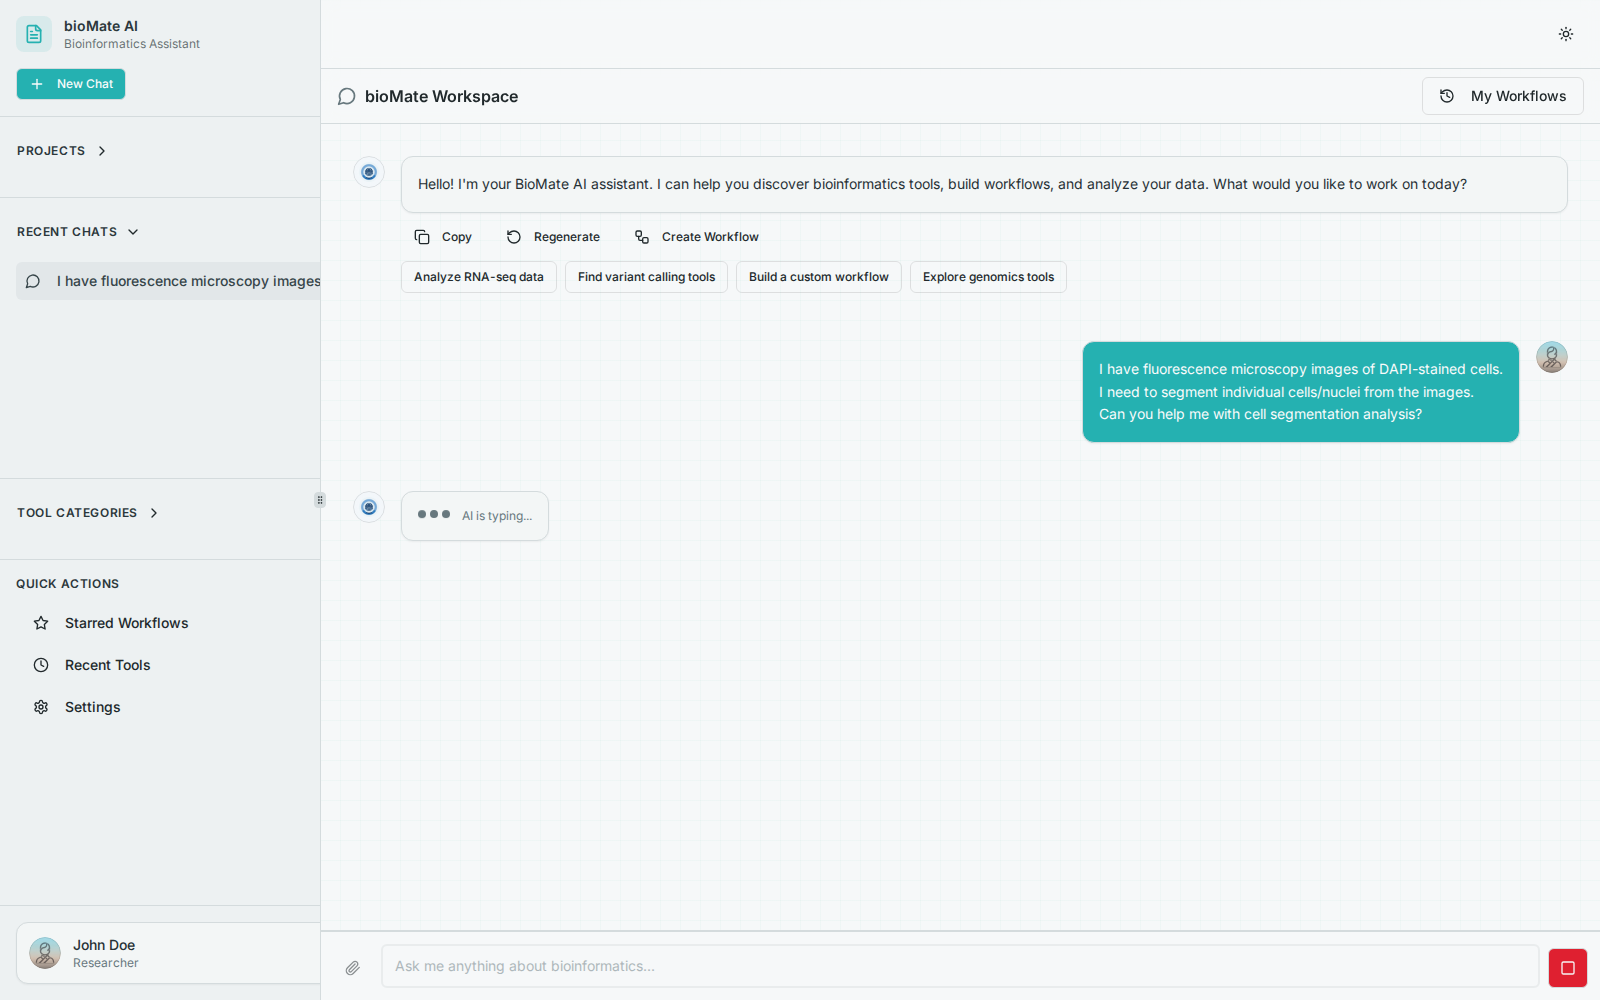 bioMate AI
Bioinformatics Assistant
New Chat
PROJECTS
RECENT CHATS
I have fluorescence microscopy images
TOOL CATEGORIES
QUICK ACTIONS
Starred Workflows
Recent Tools
Settings
John Doe
Researcher
bioMate Workspace
My Workflows
Hello! I'm your BioMate AI assistant. I can help you discover bioinformatics tools, build workflows, and analyze your data. What would you like to work on today?
Copy Regenerate Create Workflow
Analyze RNA-seq data Find variant calling tools Build a custom workflow Explore genomics tools
I have fluorescence microscopy images of DAPI-stained cells.
I need to segment individual cells/nuclei from the images.
Can you help me with cell segmentation analysis?
AI is typing...
Ask me anything about bioinformatics...